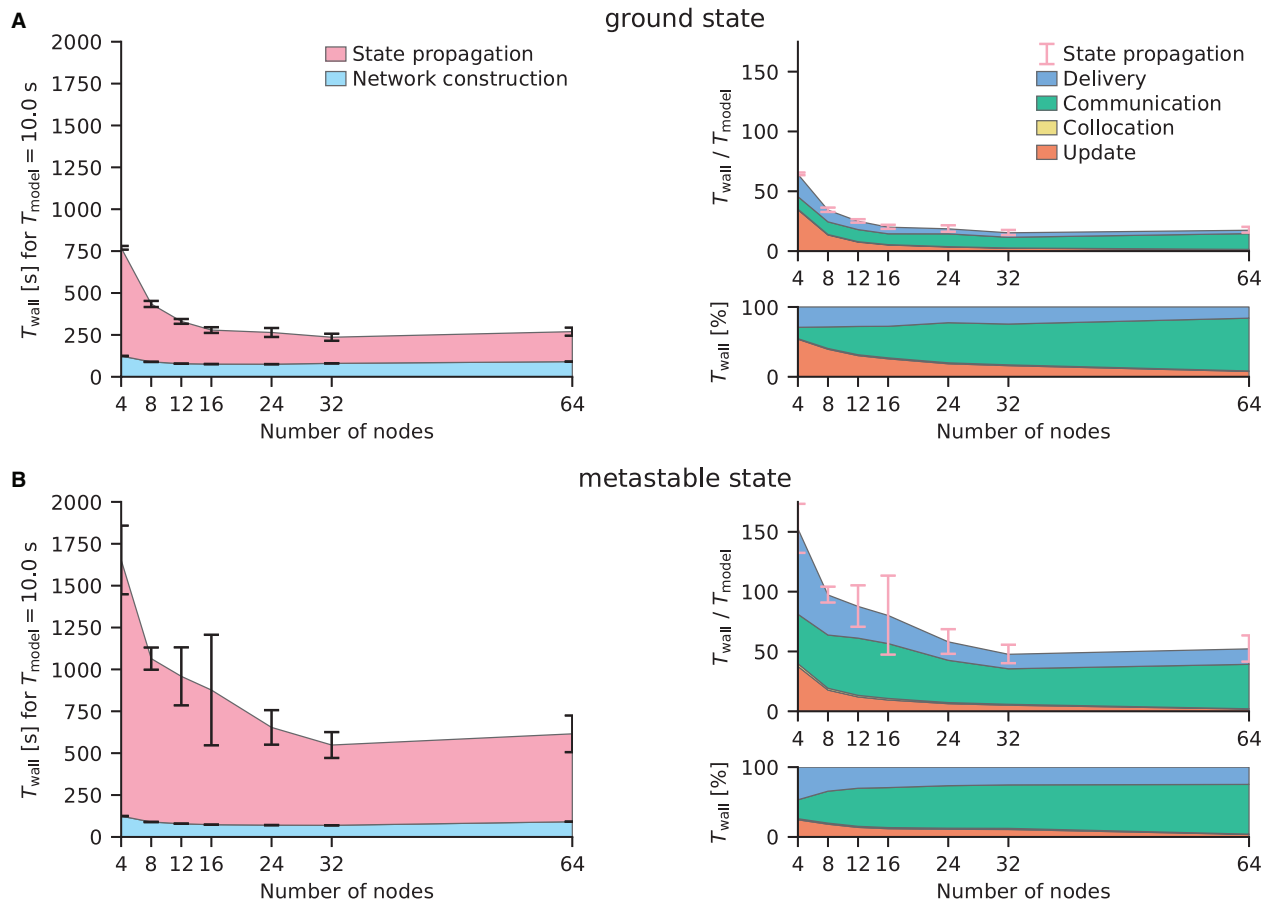 A
ground state
T_wall [s] for T_model = 10.0 s
2000
1750
1500
1250
1000
750
500
250
0
State propagation
Network construction
4 8 12 16 24 32 64
Number of nodes
T_wall / T_model
150
100
50
0
State propagation
Delivery
Communication
Collocation
Update
4 8 12 16 24 32 64
T_wall [%]
100
0
4 8 12 16 24 32 64
Number of nodes
B
metastable state
T_wall [s] for T_model = 10.0 s
2000
1750
1500
1250
1000
750
500
250
0
4 8 12 16 24 32 64
Number of nodes
T_wall / T_model
150
100
50
0
4 8 12 16 24 32 64
T_wall [%]
100
0
4 8 12 16 24 32 64
Number of nodes